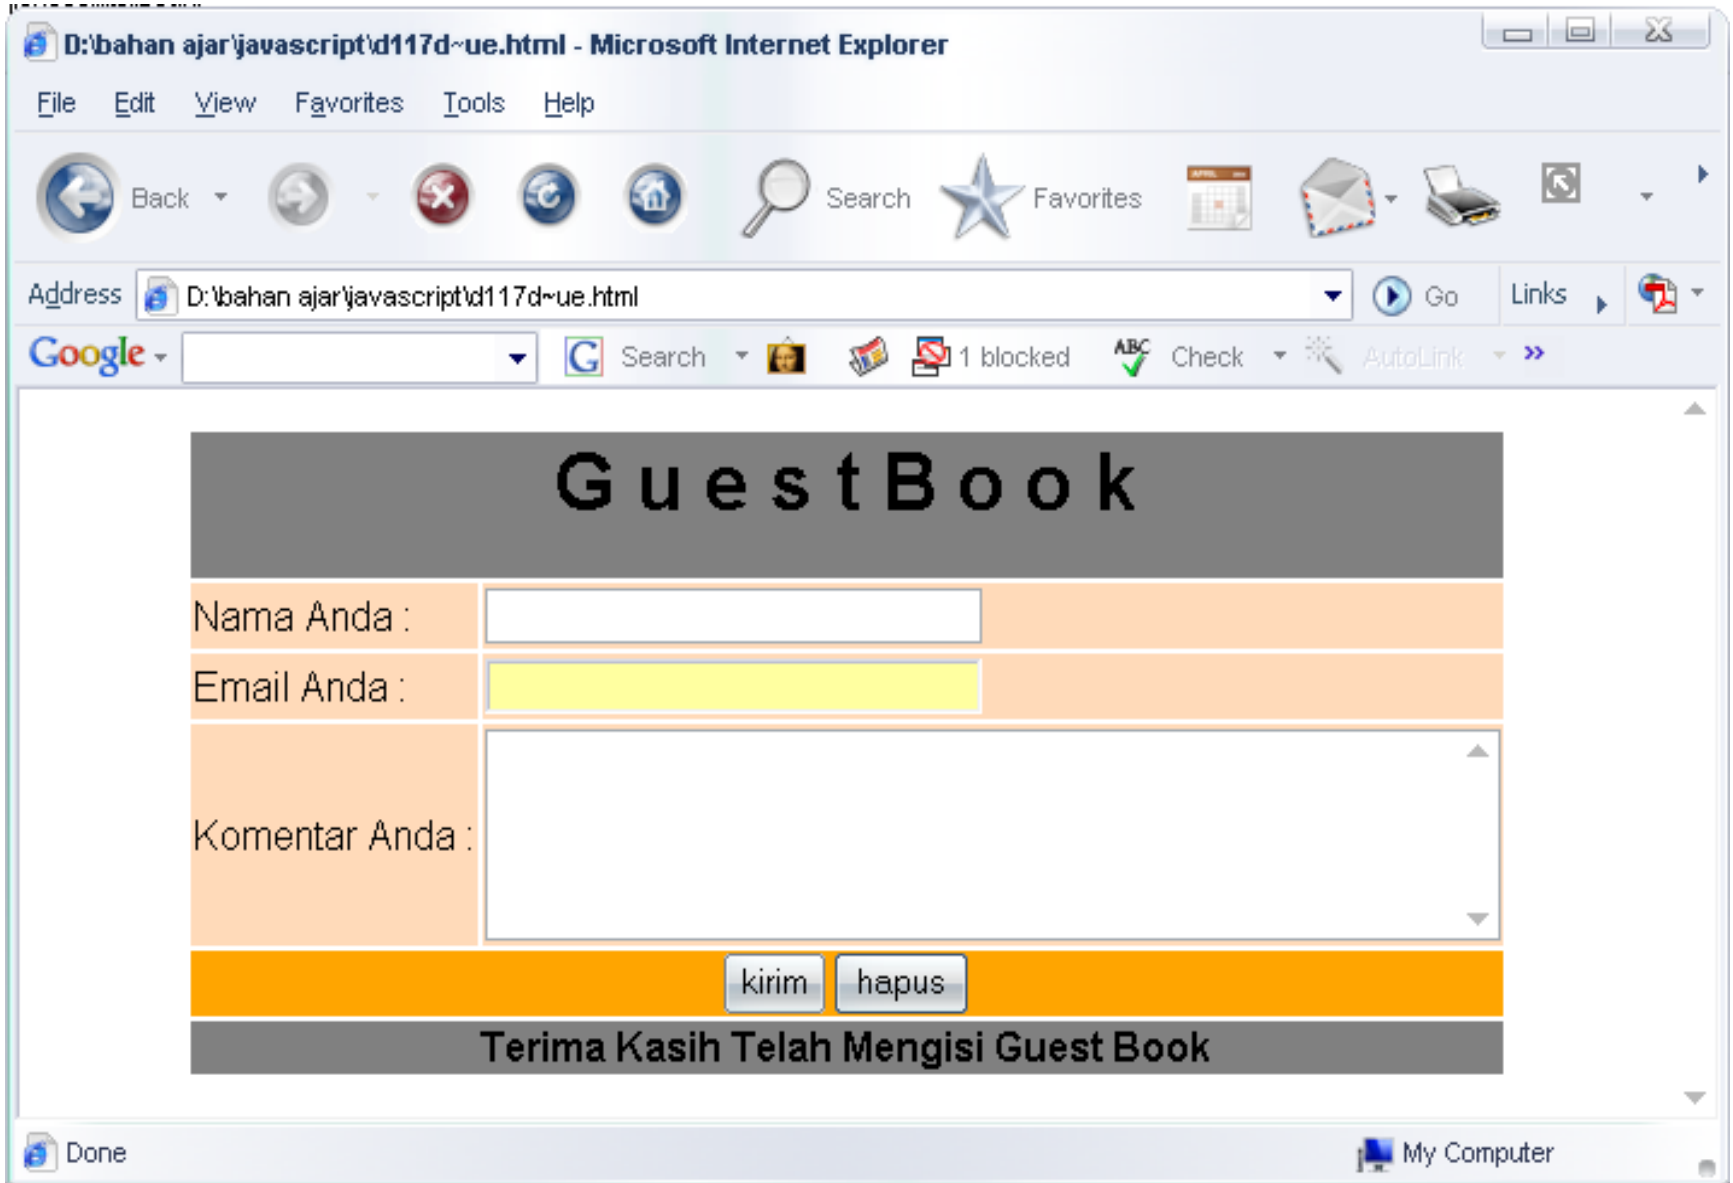 D:\bahan ajar\javascript\d117d~ue.html - Microsoft Internet Explorer
File Edit View Favorites Tools Help
Back Search Favorites
Address D:\bahan ajar\javascript\d117d~ue.html Go Links
Google G Search 1 blocked ABC Check AutoLink
G u e s t B o o k
Nama Anda :
Email Anda :
Komentar Anda :
kirim hapus
Terima Kasih Telah Mengisi Guest Book
Done My Computer